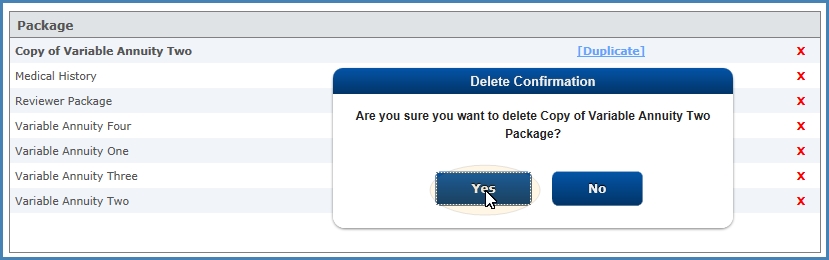 Package
Copy of Variable Annuity Two [Duplicate] X
Medical History X
Reviewer Package X
Variable Annuity Four X
Variable Annuity One X
Variable Annuity Three X
Variable Annuity Two X
Delete Confirmation
Are you sure you want to delete Copy of Variable Annuity Two
Package?
Yes No